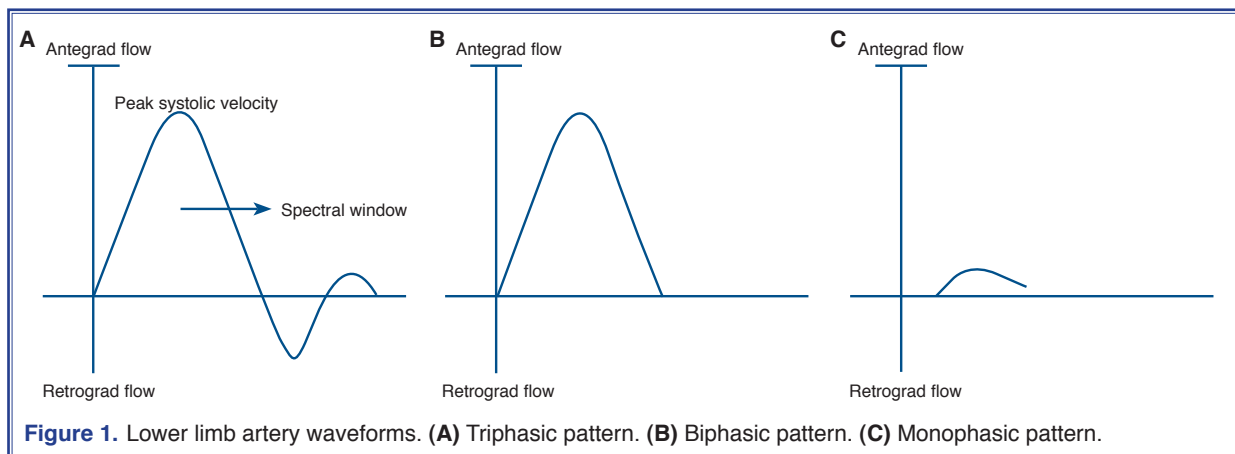 A
Antegrad flow
Peak systolic velocity
Spectral window
Retrograd flow
B
Antegrad flow
Retrograd flow
C
Antegrad flow
Retrograd flow
Figure 1. Lower limb artery waveforms. (A) Triphasic pattern. (B) Biphasic pattern. (C) Monophasic pattern.